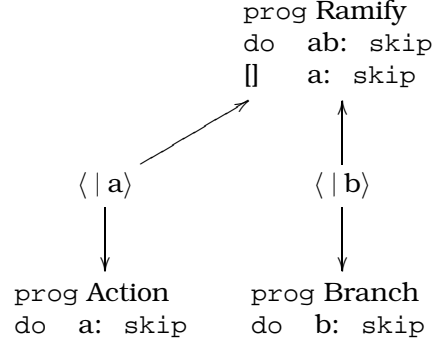 prog Ramify
do ab: skip
[] a: skip
⟨ | a⟩
⟨ | b⟩
prog Action
do a: skip
prog Branch
do b: skip